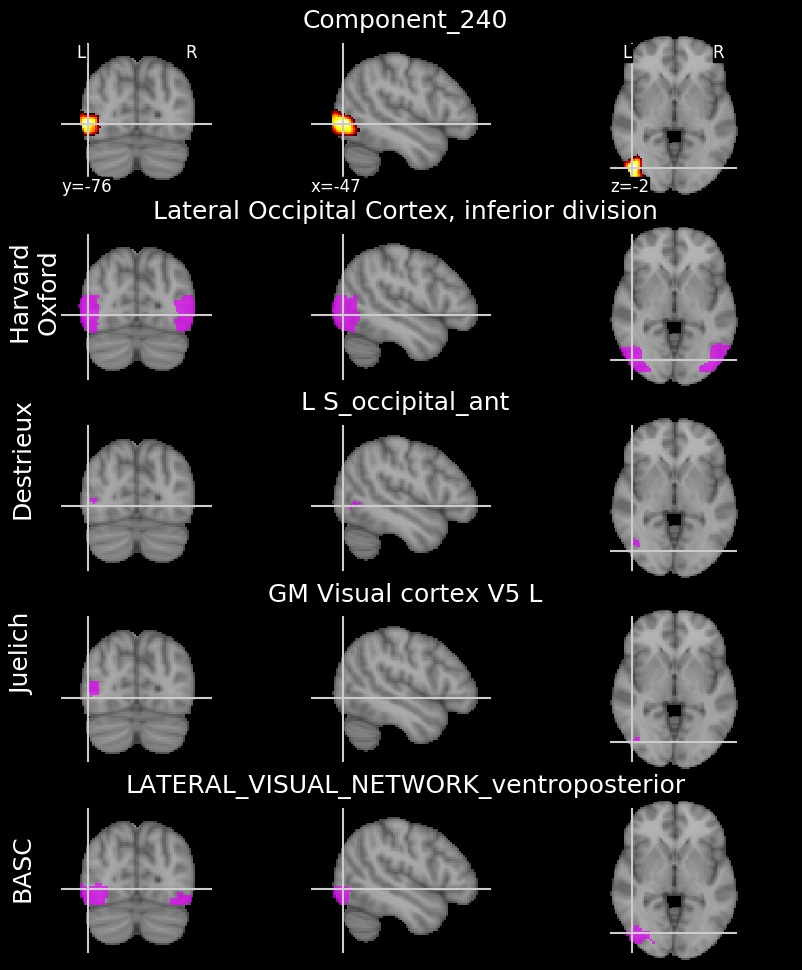 Component_240
L R L R
y=-76 x=-47 z=-2
Lateral Occipital Cortex, inferior division
Harvard
Oxford
L S_occipital_ant
Destrieux
GM Visual cortex V5 L
Juelich
LATERAL_VISUAL_NETWORK_ventroposterior
BASC